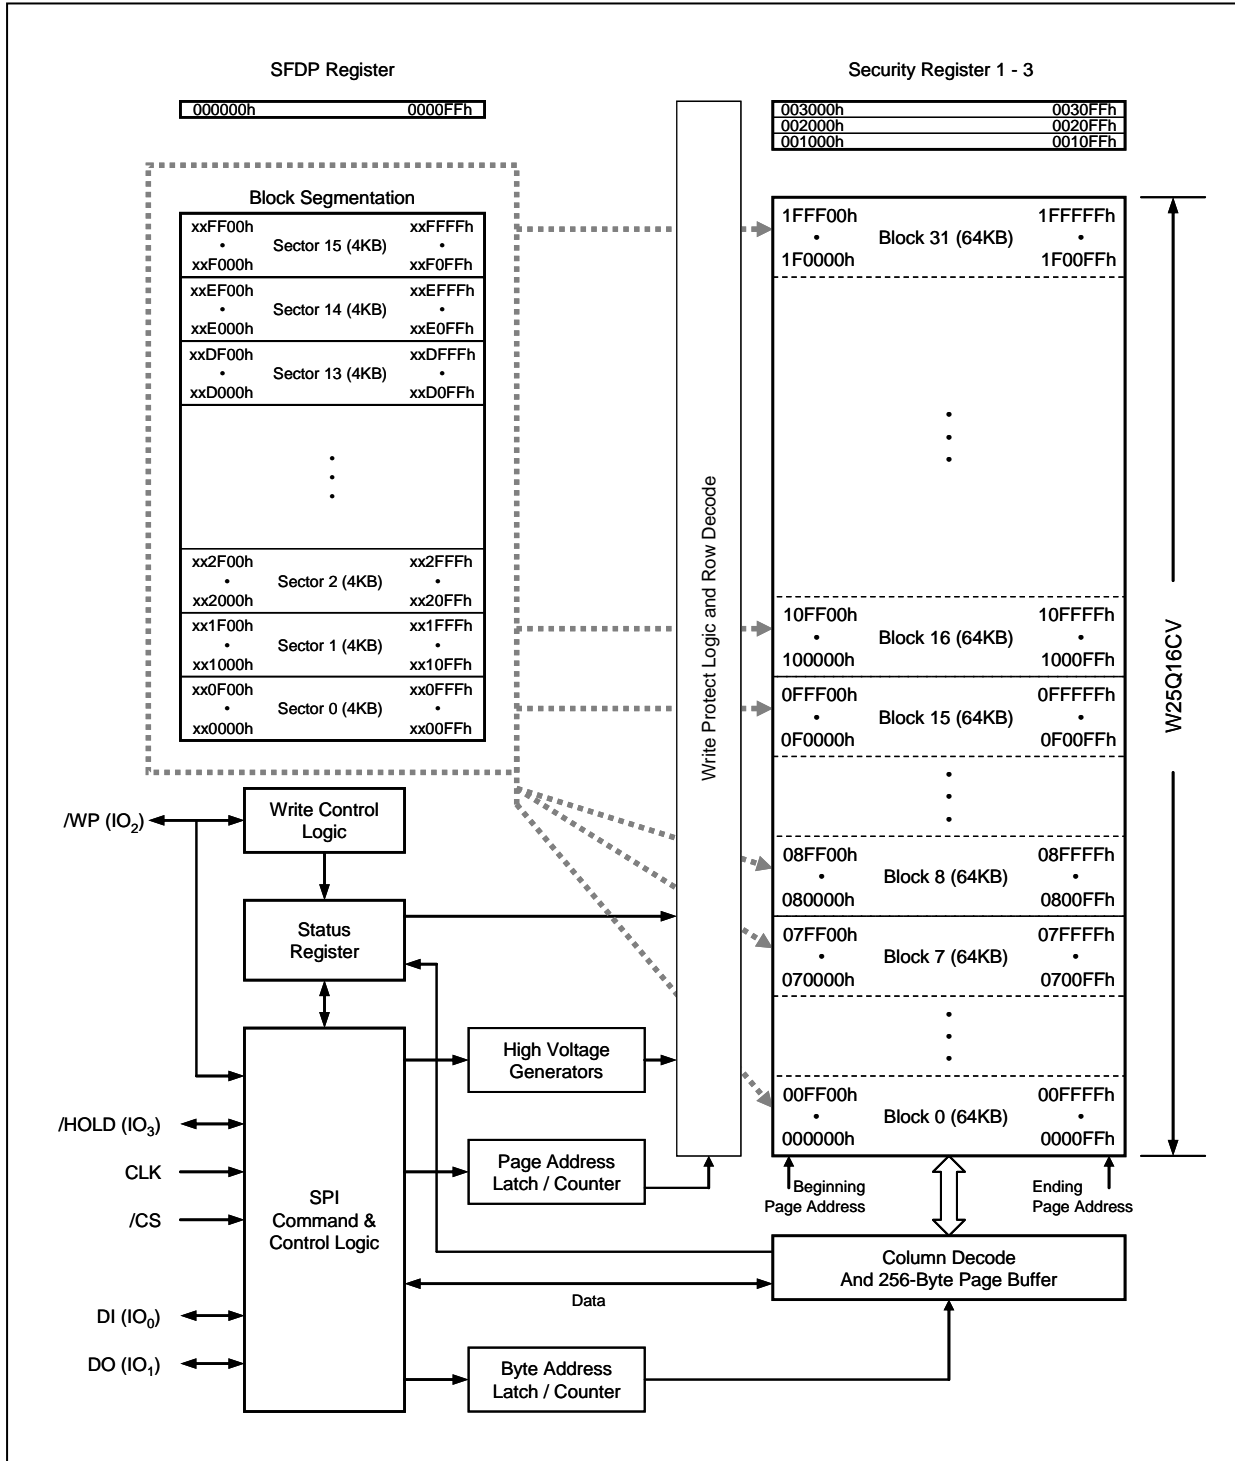 SFDP Register
000000h 0000FFh
Security Register 1 - 3
003000h 0030FFh
002000h 0020FFh
001000h 0010FFh
Block Segmentation
xxFF00h xxFFFFh
• Sector 15 (4KB) •
xxF000h xxF0FFh
xxEF00h xxEFFFh
• Sector 14 (4KB) •
xxE000h xxE0FFh
xxDF00h xxDFFFh
• Sector 13 (4KB) •
xxD000h xxD0FFh
xx2F00h xx2FFFh
• Sector 2 (4KB) •
xx2000h xx20FFh
xx1F00h xx1FFFh
• Sector 1 (4KB) •
xx1000h xx10FFh
xx0F00h xx0FFFh
• Sector 0 (4KB) •
xx0000h xx00FFh
Write Protect Logic and Row Decode
1FFF00h 1FFFFFh
• Block 31 (64KB) •
1F0000h 1F00FFh
10FF00h 10FFFFh
• Block 16 (64KB) •
100000h 1000FFh
0FFF00h 0FFFFFh
• Block 15 (64KB) •
0F0000h 0F00FFh
08FF00h 08FFFFh
• Block 8 (64KB) •
080000h 0800FFh
07FF00h 07FFFFh
• Block 7 (64KB) •
070000h 0700FFh
00FF00h 00FFFFh
• Block 0 (64KB) •
000000h 0000FFh
W25Q16CV
Beginning
Page Address
Ending
Page Address
/WP (IO2)
Write Control
Logic
Status
Register
High Voltage
Generators
/HOLD (IO3)
CLK
/CS
DI (IO0)
DO (IO1)
SPI
Command &
Control Logic
Page Address
Latch / Counter
Column Decode
And 256-Byte Page Buffer
Data
Byte Address
Latch / Counter